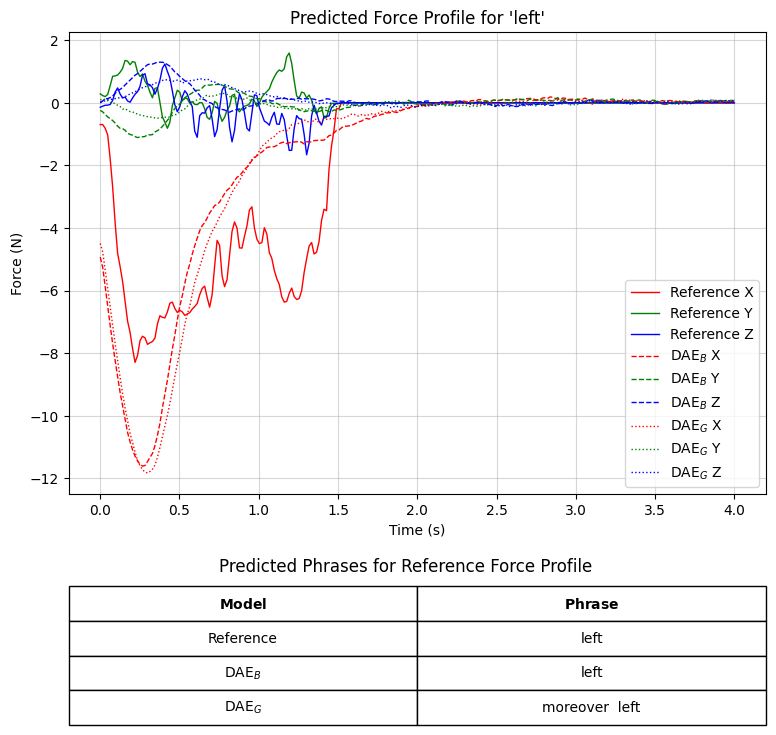 Predicted Force Profile for 'left'
2
0
−2
−4
−6
−8
−10
−12
Force (N)
0.0 0.5 1.0 1.5 2.0 2.5 3.0 3.5 4.0
Time (s)
Reference X
Reference Y
Reference Z
DAE_B X
DAE_B Y
DAE_B Z
DAE_G X
DAE_G Y
DAE_G Z
Predicted Phrases for Reference Force Profile
Model Phrase
Reference left
DAE_B left
DAE_G moreover left